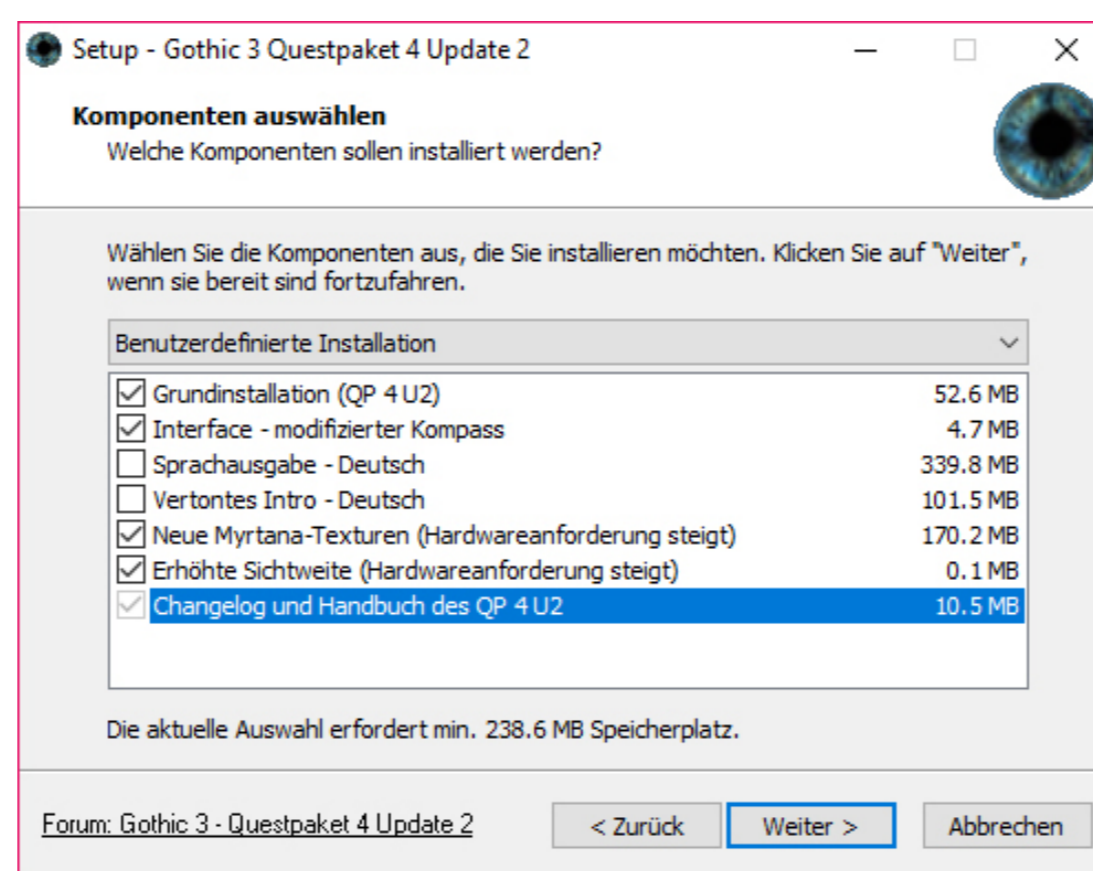 Setup - Gothic 3 Questpaket 4 Update 2
Komponenten auswählen
Welche Komponenten sollen installiert werden?
Wählen Sie die Komponenten aus, die Sie installieren möchten. Klicken Sie auf "Weiter",
wenn sie bereit sind fortzufahren.
Benutzerdefinierte Installation
Grundinstallation (QP 4 U2) 52.6 MB
Interface - modifizierter Kompass 4.7 MB
Sprachausgabe - Deutsch 339.8 MB
Vertontes Intro - Deutsch 101.5 MB
Neue Myrtana-Texturen (Hardwareanforderung steigt) 170.2 MB
Erhöhte Sichtweite (Hardwareanforderung steigt) 0.1 MB
Changelog und Handbuch des QP 4 U2 10.5 MB
Die aktuelle Auswahl erfordert min. 238.6 MB Speicherplatz.
Forum: Gothic 3 - Questpaket 4 Update 2 < Zurück Weiter > Abbrechen